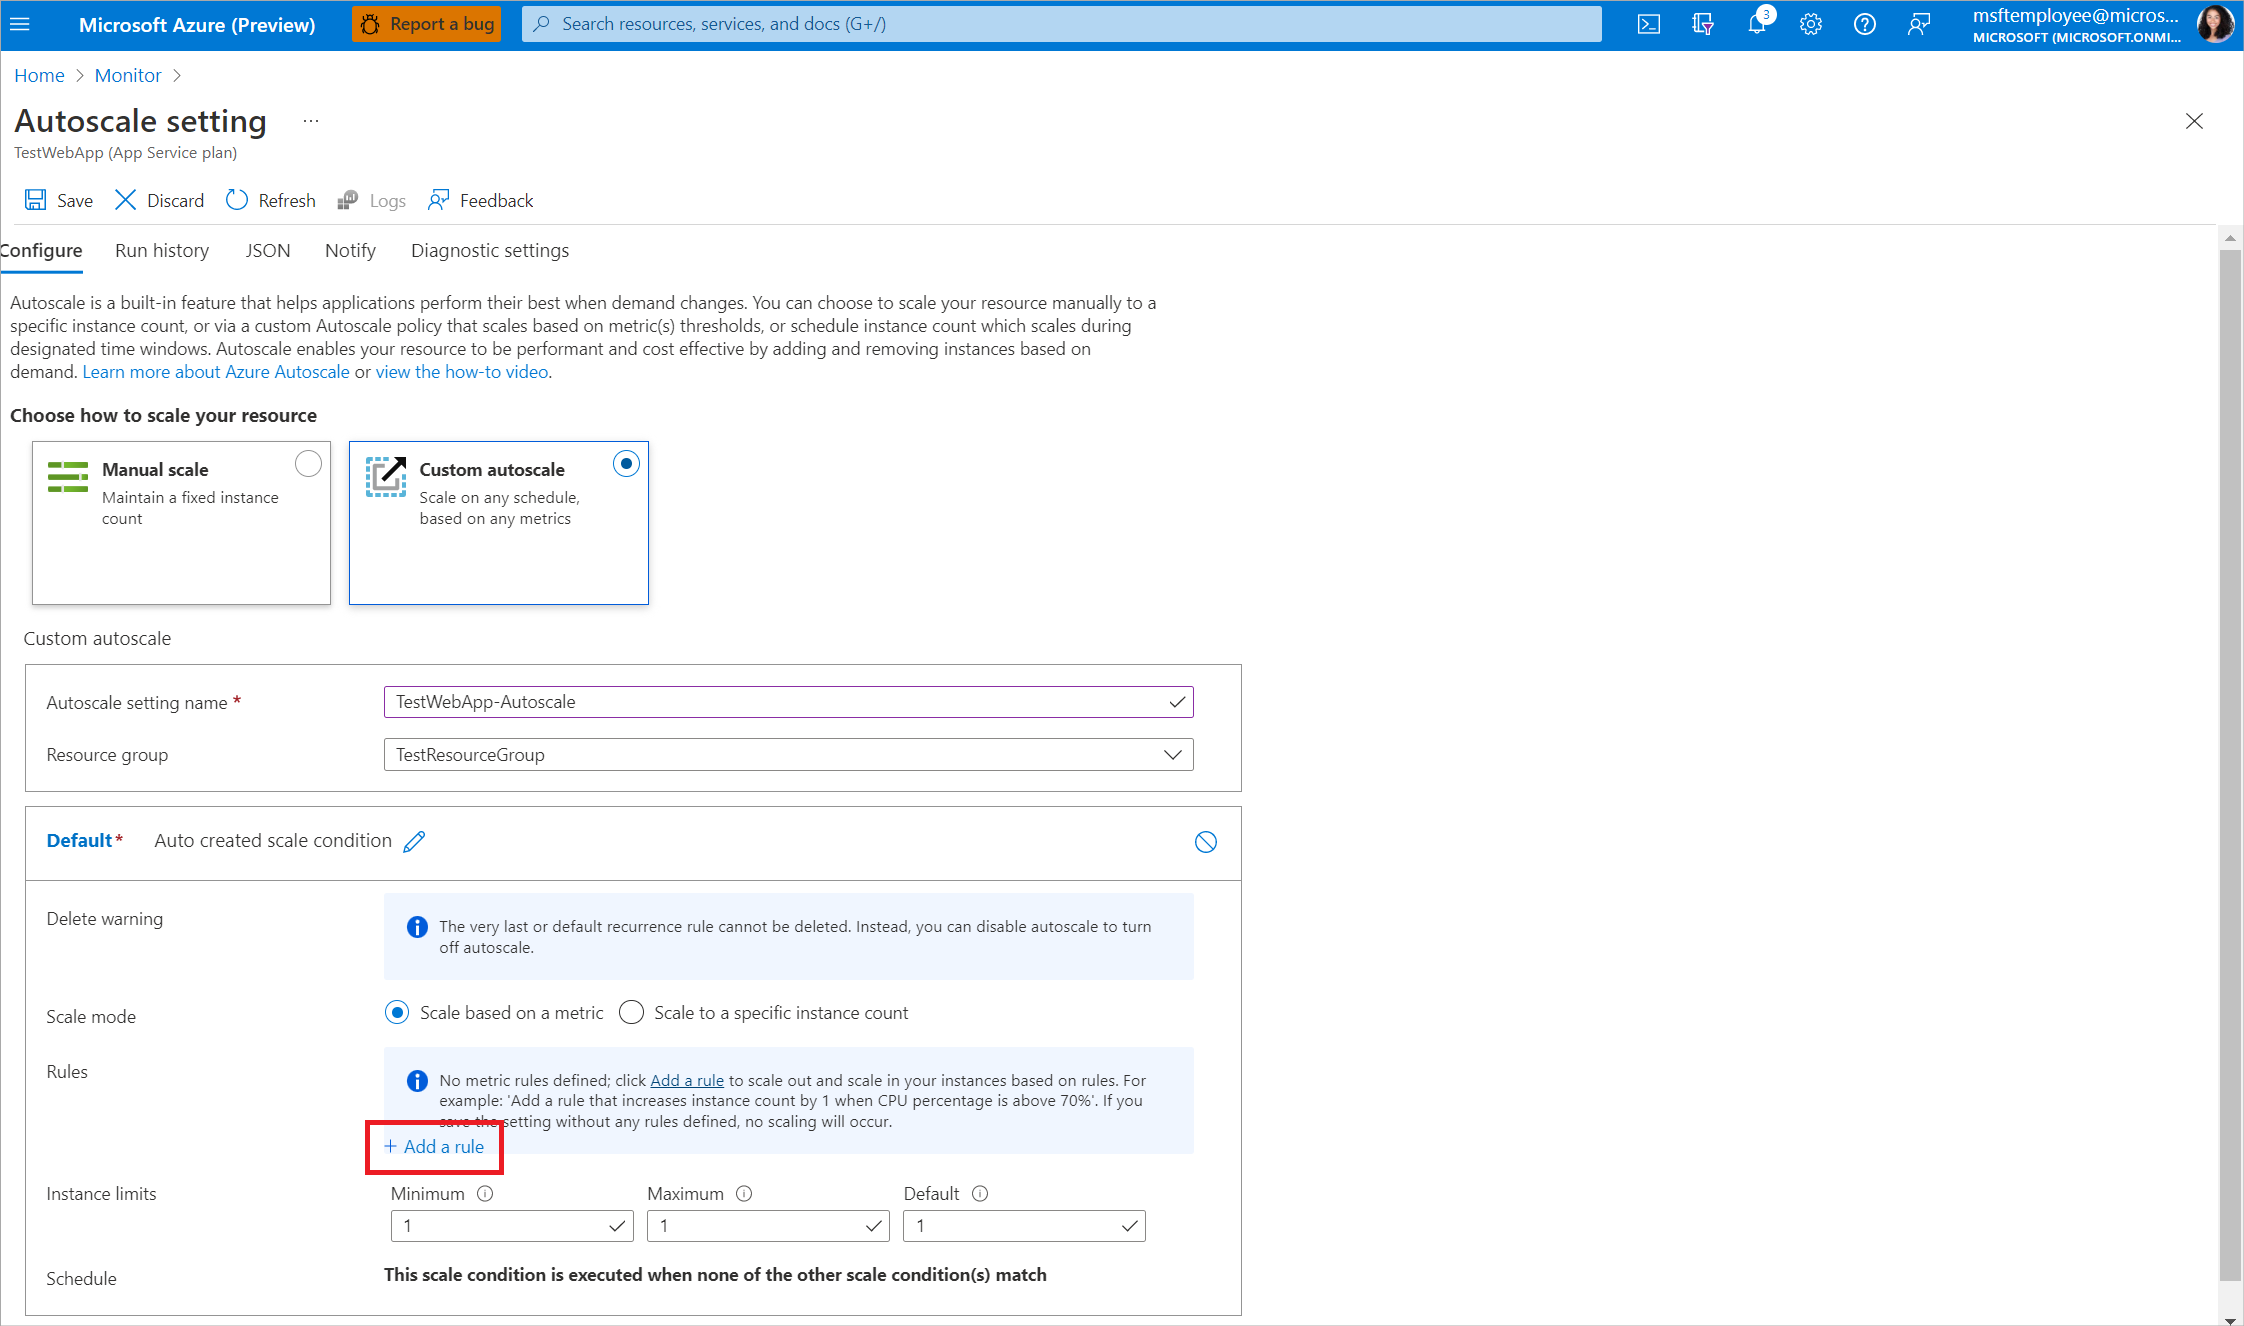 Microsoft Azure (Preview)
Report a bug
Search resources, services, and docs (G+/)
3
msftemployee@micros...
MICROSOFT (MICROSOFT.ONMI...
Home > Monitor >
Autoscale setting ...
TestWebApp (App Service plan)
Save Discard Refresh Logs Feedback
Configure Run history JSON Notify Diagnostic settings
Autoscale is a built-in feature that helps applications perform their best when demand changes. You can choose to scale your resource manually to a
specific instance count, or via a custom Autoscale policy that scales based on metric(s) thresholds, or schedule instance count which scales during
designated time windows. Autoscale enables your resource to be performant and cost effective by adding and removing instances based on
demand. Learn more about Azure Autoscale or view the how-to video.
Choose how to scale your resource
Manual scale
Maintain a fixed instance
count
Custom autoscale
Scale on any schedule,
based on any metrics
Custom autoscale
Autoscale setting name *
TestWebApp-Autoscale
Resource group
TestResourceGroup
Default* Auto created scale condition
Delete warning
The very last or default recurrence rule cannot be deleted. Instead, you can disable autoscale to turn
off autoscale.
Scale mode
Scale based on a metric
Scale to a specific instance count
Rules
No metric rules defined; click Add a rule to scale out and scale in your instances based on rules. For
example: 'Add a rule that increases instance count by 1 when CPU percentage is above 70%'. If you
save the setting without any rules defined, no scaling will occur.
+ Add a rule
Instance limits
Minimum Maximum Default
1 1 1
Schedule
This scale condition is executed when none of the other scale condition(s) match